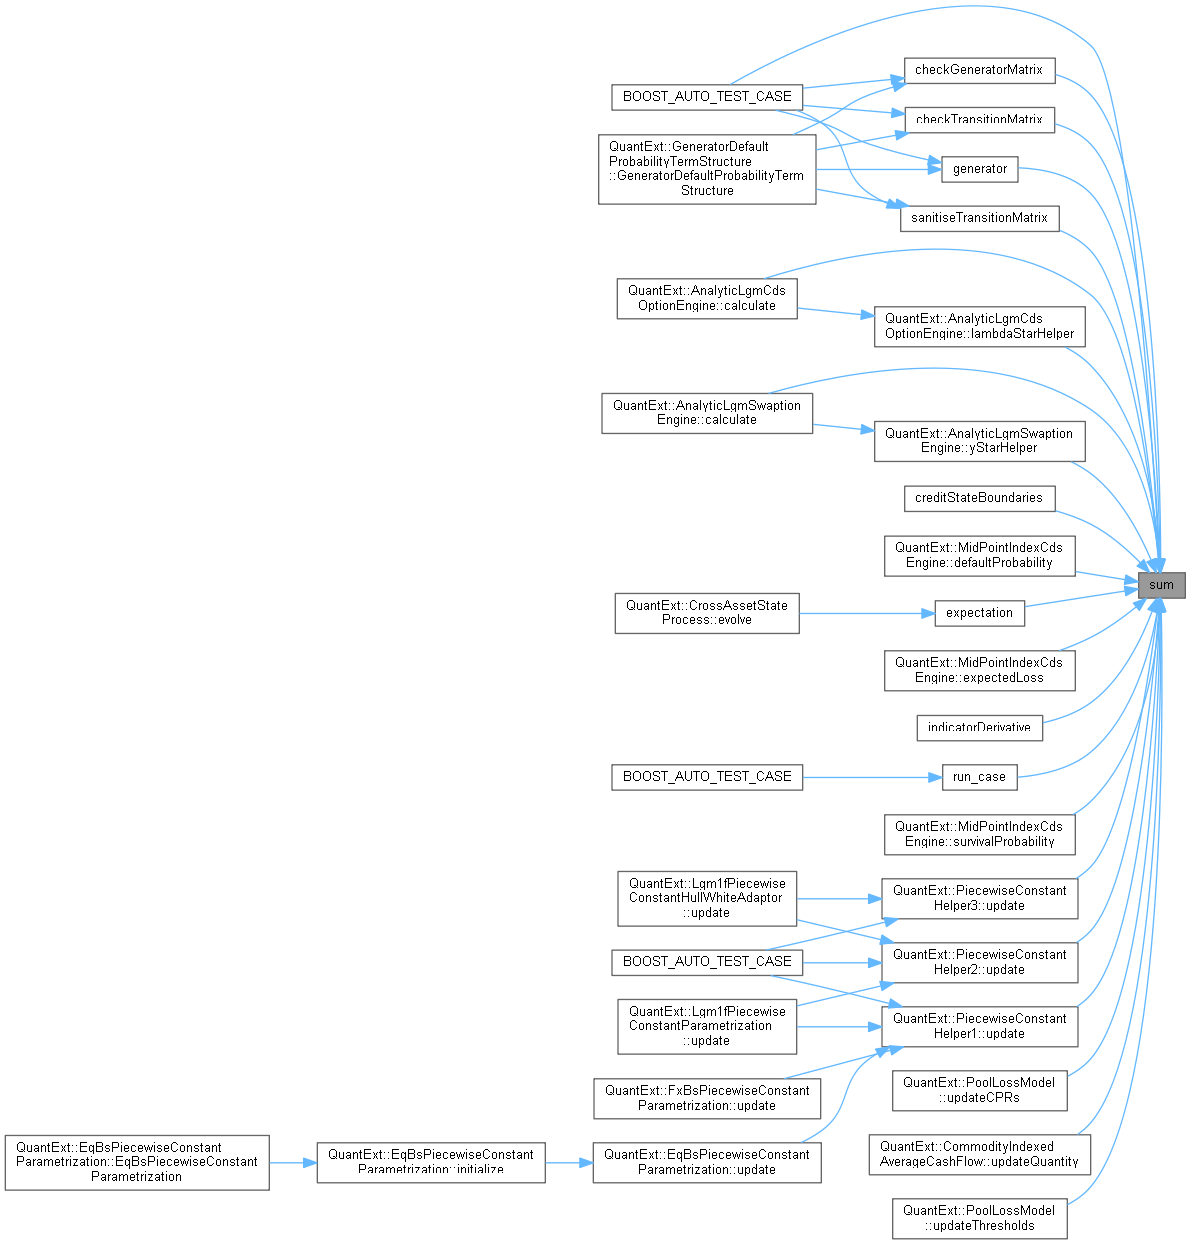 checkGeneratorMatrix
BOOST_AUTO_TEST_CASE
checkTransitionMatrix
QuantExt::GeneratorDefault
ProbabilityTermStructure
::GeneratorDefaultProbabilityTerm
Structure
generator
sanitiseTransitionMatrix
QuantExt::AnalyticLgmCds
OptionEngine::calculate
QuantExt::AnalyticLgmCds
OptionEngine::lambdaStarHelper
QuantExt::AnalyticLgmSwaption
Engine::calculate
QuantExt::AnalyticLgmSwaption
Engine::yStarHelper
creditStateBoundaries
QuantExt::MidPointIndexCds
Engine::defaultProbability
sum
QuantExt::CrossAssetState
Process::evolve
expectation
QuantExt::MidPointIndexCds
Engine::expectedLoss
indicatorDerivative
BOOST_AUTO_TEST_CASE
run_case
QuantExt::MidPointIndexCds
Engine::survivalProbability
QuantExt::Lgm1fPiecewise
ConstantHullWhiteAdaptor
::update
QuantExt::PiecewiseConstant
Helper3::update
BOOST_AUTO_TEST_CASE
QuantExt::PiecewiseConstant
Helper2::update
QuantExt::Lgm1fPiecewise
ConstantParametrization
::update
QuantExt::PiecewiseConstant
Helper1::update
QuantExt::FxBsPiecewiseConstant
Parametrization::update
QuantExt::PoolLossModel
::updateCPRs
QuantExt::EqBsPiecewiseConstant
Parametrization::EqBsPiecewiseConstant
Parametrization
QuantExt::EqBsPiecewiseConstant
Parametrization::initialize
QuantExt::EqBsPiecewiseConstant
Parametrization::update
QuantExt::CommodityIndexed
AverageCashFlow::updateQuantity
QuantExt::PoolLossModel
::updateThresholds